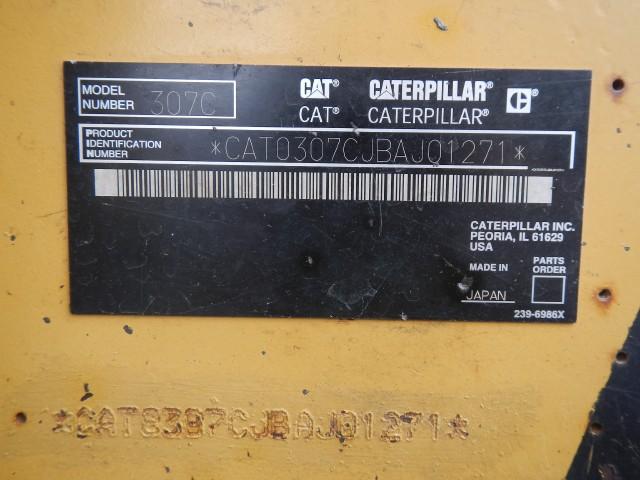 MODEL NUMBER 307C
CAT® CATERPILLAR® C®
CAT® CATERPILLAR®
PRODUCT IDENTIFICATION NUMBER *CAT0307CJBAJ01271*
CATERPILLAR INC.
PEORIA, IL 61629
USA
MADE IN JAPAN
PARTS ORDER
239-6986X
*CAT0307CJBAJ01271*